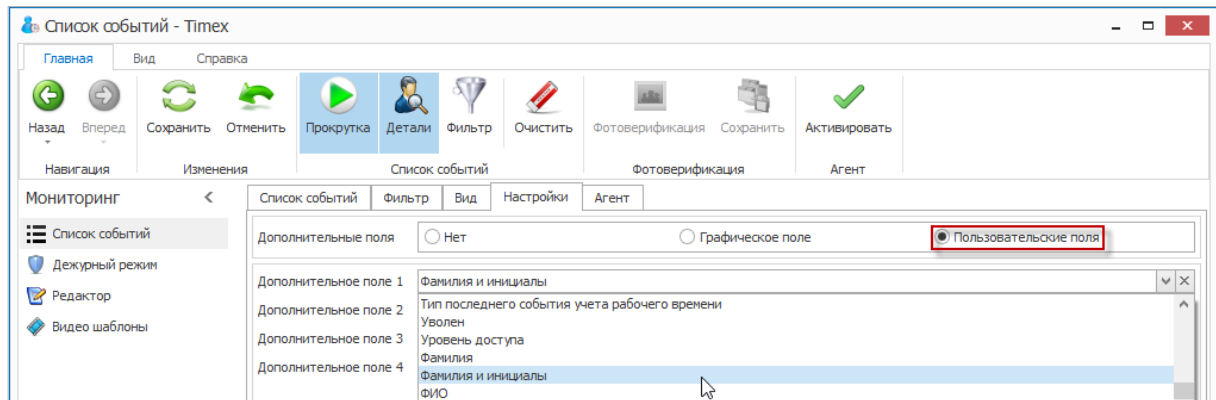 Список событий - Timex
Главная Вид Справка
Назад Вперед Сохранить Отменить Прокрутка Детали Фильтр Очистить Фотоверификация Сохранить Активировать
Навигация Изменения Список событий Фотоверификация Агент
Мониторинг
Список событий Фильтр Вид Настройки Агент
Список событий
Дежурный режим
Редактор
Видео шаблоны
Дополнительные поля Нет Графическое поле Пользовательские поля
Дополнительное поле 1 Фамилия и инициалы
Дополнительное поле 2
Дополнительное поле 3
Дополнительное поле 4
Тип последнего события учета рабочего времени
Уволен
Уровень доступа
Фамилия
Фамилия и инициалы
ФИО